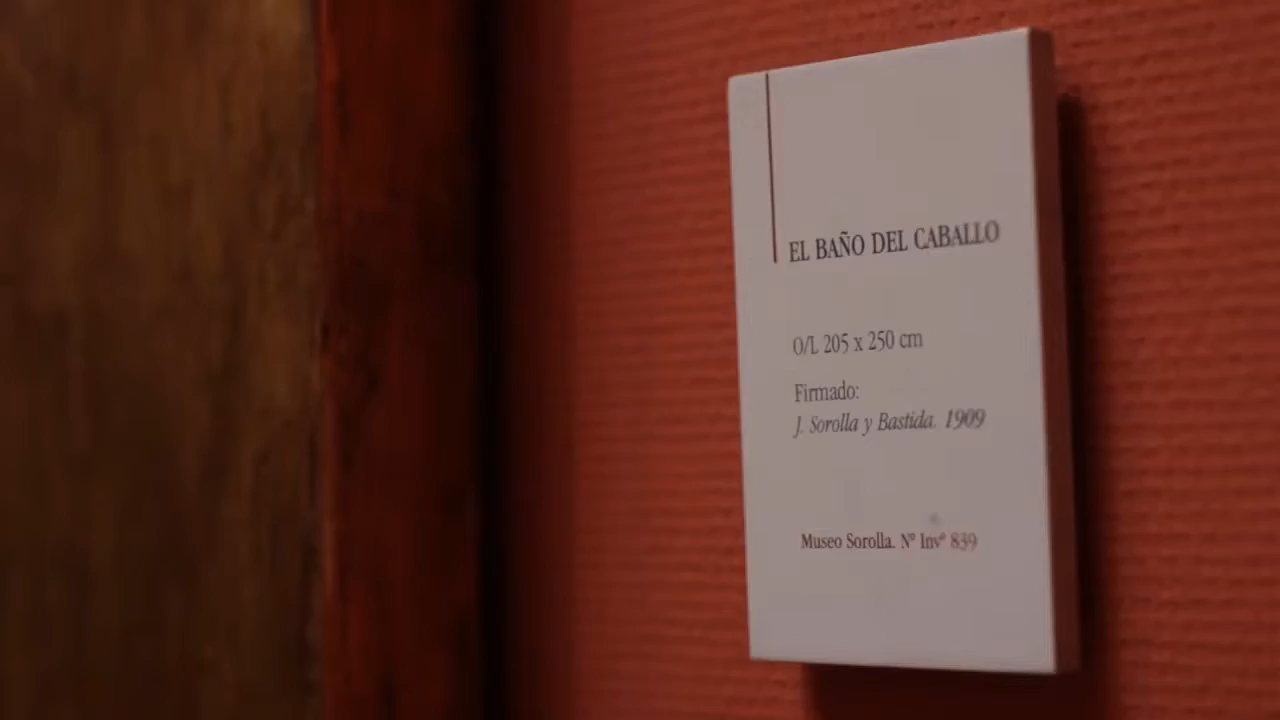 EL BAÑO DEL CABALLO
O/L 205 x 250 cm
Firmado:
J. Sorolla y Bastida. 1909
Museo Sorolla. Nº Invº 839